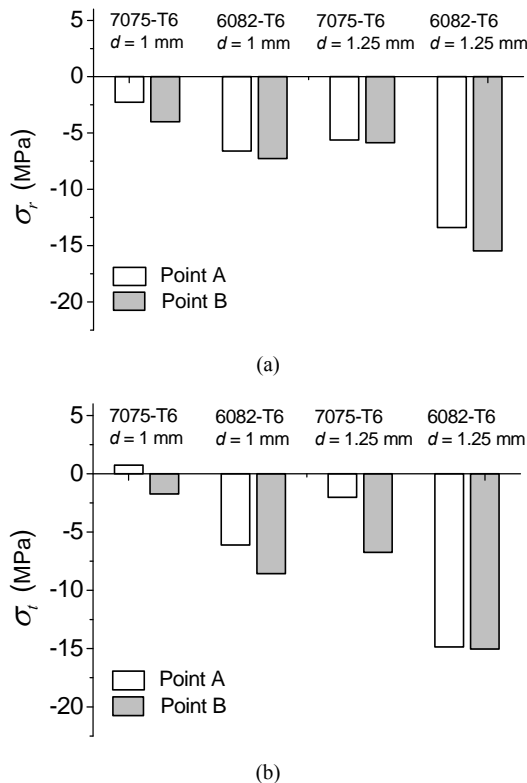 7075-T6 6082-T6 7075-T6 6082-T6
d = 1 mm d = 1 mm d = 1.25 mm d = 1.25 mm
5
0
-5
-10
-15
-20
σr (MPa)
Point A
Point B
(a)
7075-T6 6082-T6 7075-T6 6082-T6
d = 1 mm d = 1 mm d = 1.25 mm d = 1.25 mm
5
0
-5
-10
-15
-20
σt (MPa)
Point A
Point B
(b)